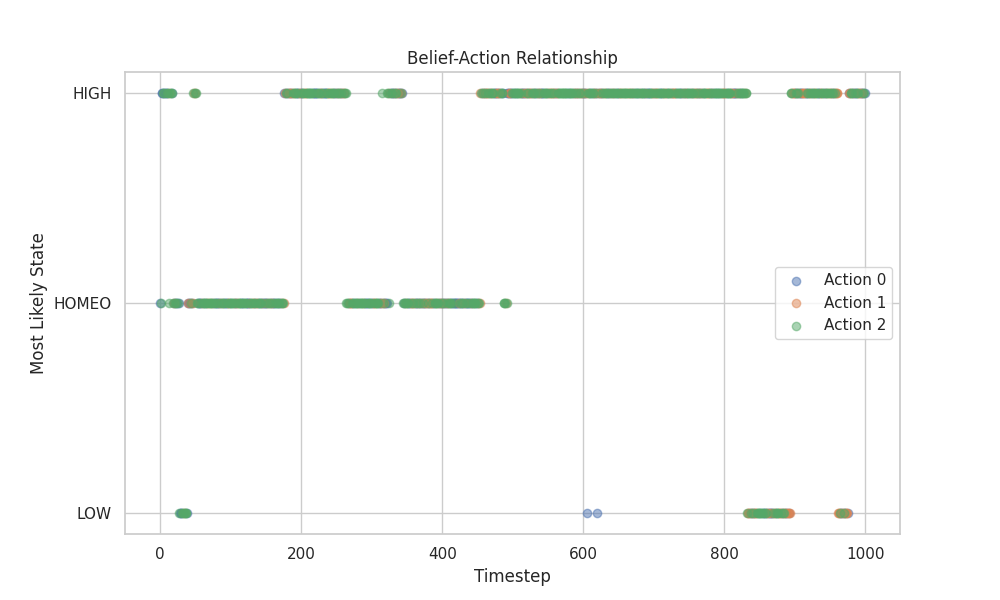 Belief-Action Relationship
HIGH
HOMEO
LOW
Most Likely State
Action 0
Action 1
Action 2
0
200
400
600
800
1000
Timestep